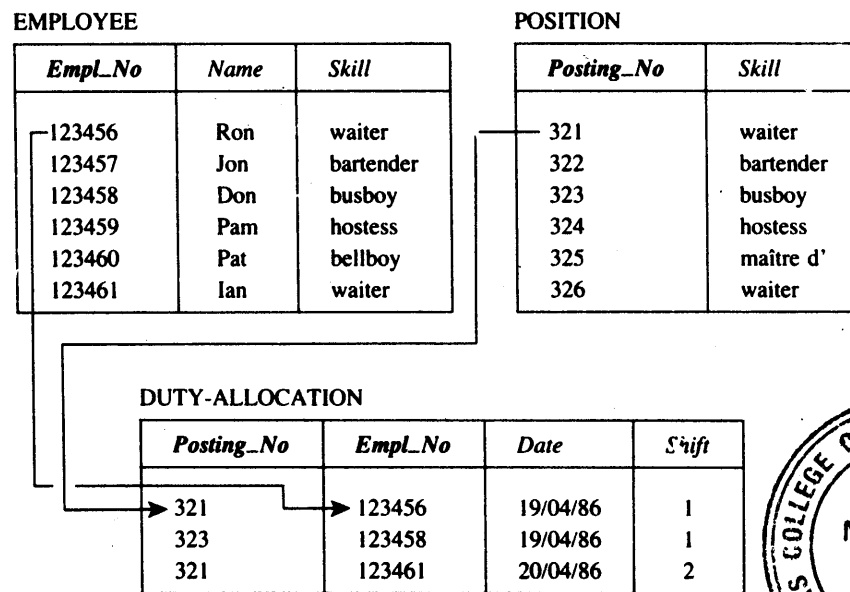 EMPLOYEE
Empl_No Name Skill
123456 Ron waiter
123457 Jon bartender
123458 Don busboy
123459 Pam hostess
123460 Pat bellboy
123461 Ian waiter
POSITION
Posting_No Skill
321 waiter
322 bartender
323 busboy
324 hostess
325 maître d'
326 waiter
DUTY-ALLOCATION
Posting_No Empl_No Date Shift
321 123456 19/04/86 1
323 123458 19/04/86 1
321 123461 20/04/86 2
COLLEGE